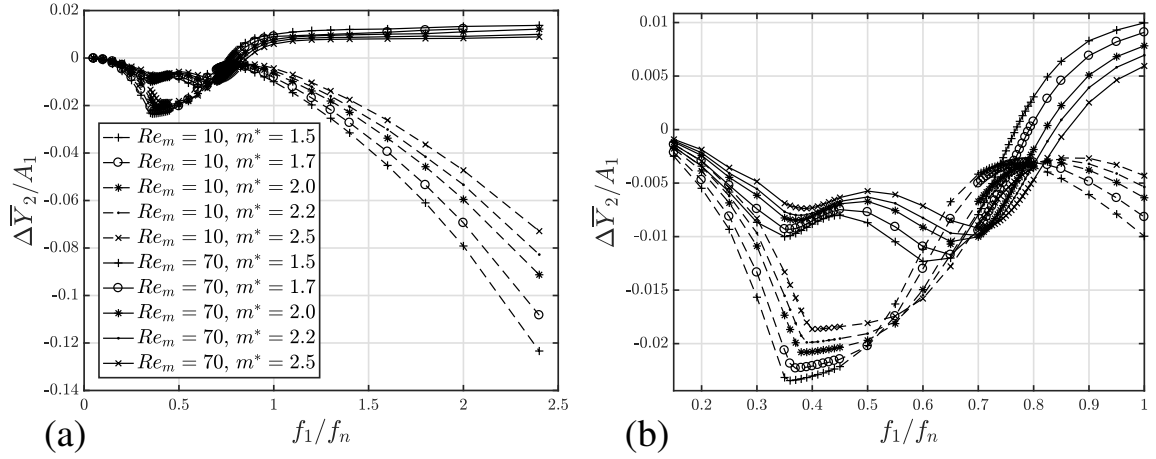 0.02
0
-0.02
-0.04
-0.06
-0.08
-0.1
-0.12
-0.14
ΔY̅₂/A₁
Reₘ = 10, m* = 1.5
Reₘ = 10, m* = 1.7
Reₘ = 10, m* = 2.0
Reₘ = 10, m* = 2.2
Reₘ = 10, m* = 2.5
Reₘ = 70, m* = 1.5
Reₘ = 70, m* = 1.7
Reₘ = 70, m* = 2.0
Reₘ = 70, m* = 2.2
Reₘ = 70, m* = 2.5
0 0.5 1 1.5 2 2.5
(a) f₁/fₙ
0.01
0.005
0
-0.005
-0.01
-0.015
-0.02
ΔY̅₂/A₁
0.2 0.3 0.4 0.5 0.6 0.7 0.8 0.9 1
(b) f₁/fₙ